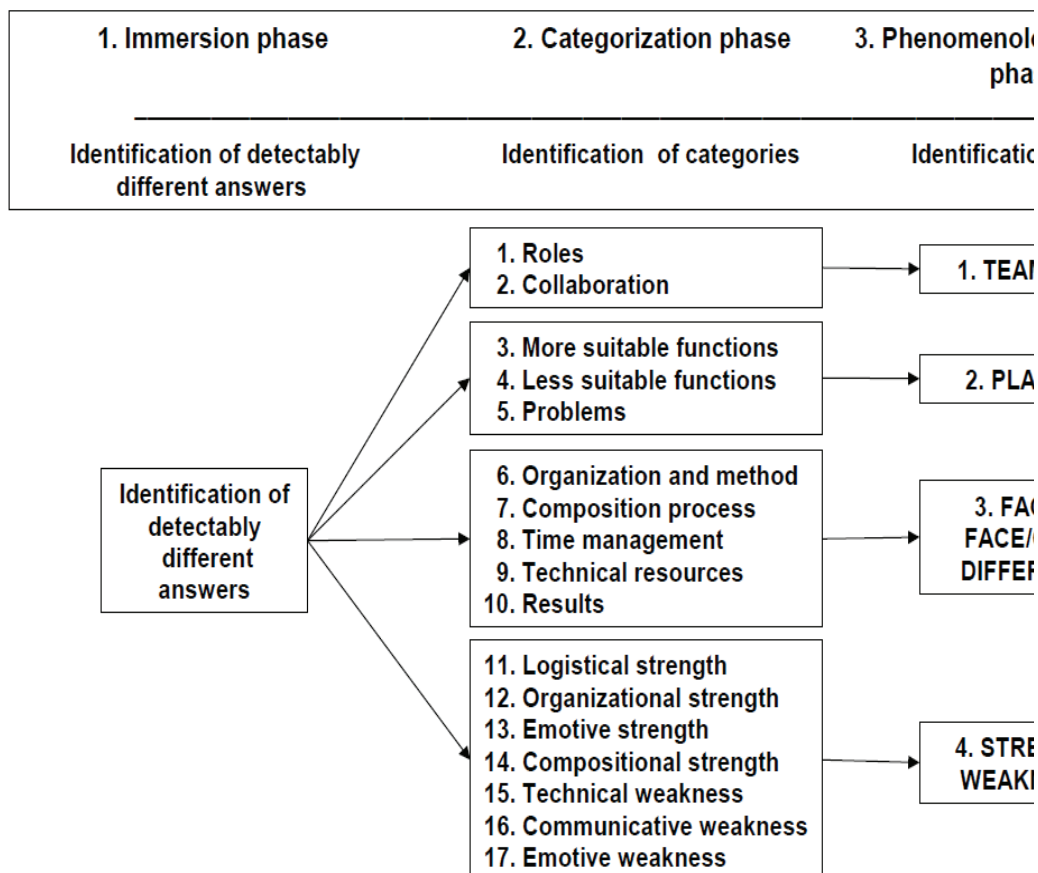 1. Immersion phase
2. Categorization phase
3.
Identification of detectably
different answers
Identification of categories
1. Roles
2. Collaboration
1.
3. More suitable functions
4. Less suitable functions
5. Problems
2.
Identification of
detectably
different
answers
6. Organization and method
7. Composition process
8. Time management
9. Technical resources
10. Results
3.
11. Logistical strength
12. Organizational strength
13. Emotive strength
14. Compositional strength
15. Technical weakness
16. Communicative weakness
17. Emotive weakness
4.